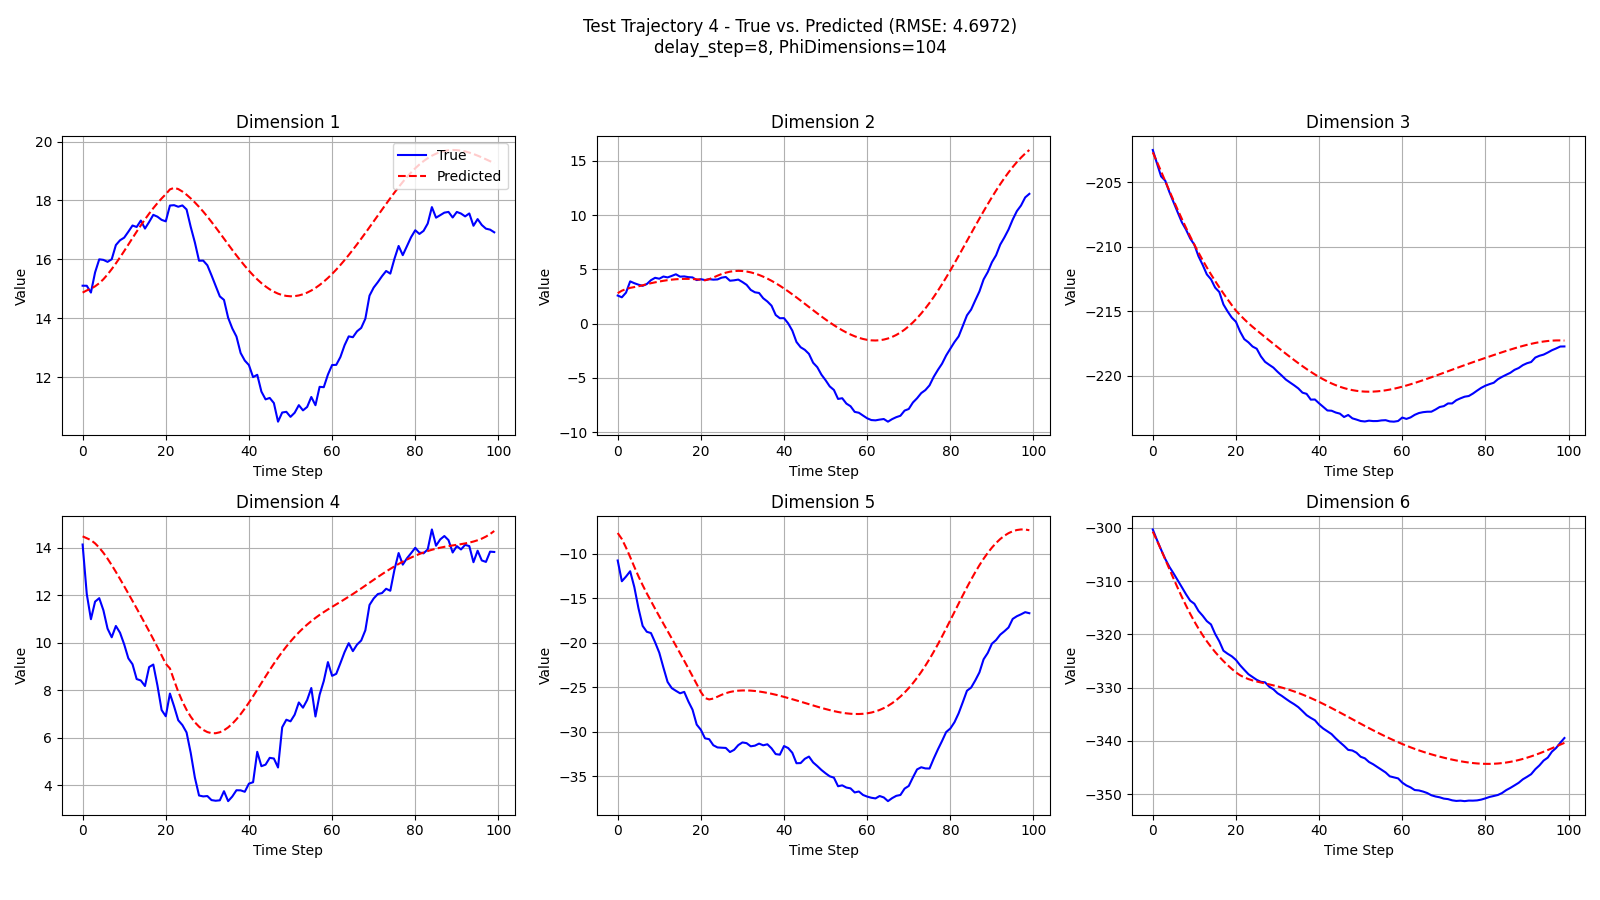 Test Trajectory 4 - True vs. Predicted (RMSE: 4.6972)
delay_step=8, PhiDimensions=104
Dimension 1
20
18
16
14
12
Value
0 20 40 60 80 100
Time Step
True
Predicted
Dimension 2
15
10
5
0
−5
−10
Value
0 20 40 60 80 100
Time Step
Dimension 3
−205
−210
−215
−220
Value
0 20 40 60 80 100
Time Step
Dimension 4
14
12
10
8
6
4
Value
0 20 40 60 80 100
Time Step
Dimension 5
−10
−15
−20
−25
−30
−35
Value
0 20 40 60 80 100
Time Step
Dimension 6
−300
−310
−320
−330
−340
−350
Value
0 20 40 60 80 100
Time Step